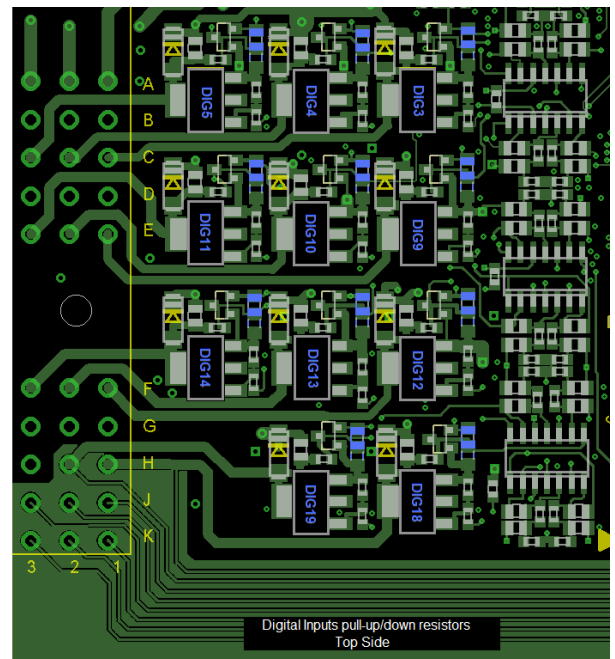 A
DIG5
DIG4
DIG3
B
C
D
E
DIG11
DIG10
DIG9
F
DIG14
DIG13
DIG12
G
H
J
DIG19
DIG18
K
3 2 1
Digital Inputs pull-up/down resistors
Top Side